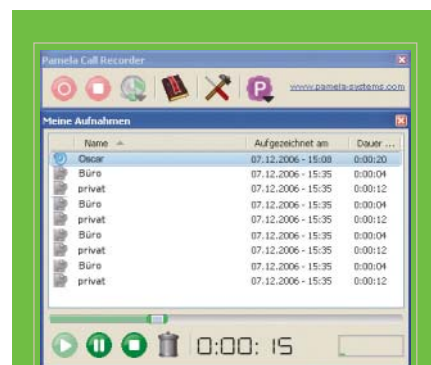 Pamela Call Recorder
www.pamela-systems.com
Meine Aufnahmen
Name Aufgezeichnet am Dauer ...
Oscar 07.12.2006 - 15:08 0:00:20
Büro 07.12.2006 - 15:35 0:00:04
privat 07.12.2006 - 15:35 0:00:12
Büro 07.12.2006 - 15:35 0:00:04
privat 07.12.2006 - 15:35 0:00:12
Büro 07.12.2006 - 15:35 0:00:04
privat 07.12.2006 - 15:35 0:00:12
Büro 07.12.2006 - 15:35 0:00:04
privat 07.12.2006 - 15:35 0:00:12
0:00: 15